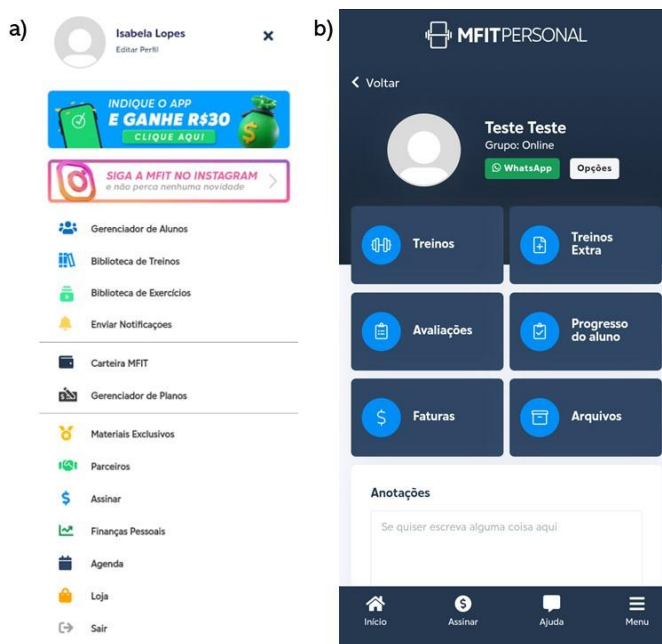 a)
Isabela Lopes
Editar Perfil
INDIQUE O APP
E GANHE R$30
CLIQUE AQUI
SIGA A MFIT NO INSTAGRAM
e não perca nenhuma novidade
Gerenciador de Alunos
Biblioteca de Treinos
Biblioteca de Exercícios
Enviar Notificaçoes
Carteira MFIT
Gerenciador de Planos
Materiais Exclusivos
Parceiros
Assinar
Finanças Pessoais
Agenda
Loja
Sair
b)
MFITPERSONAL
Voltar
Teste Teste
Grupo: Online
WhatsApp
Opções
Treinos
Treinos
Extra
Avaliações
Progresso
do aluno
Faturas
Arquivos
Anotações
Se quiser escreva alguma coisa aqui
Início
Assinar
Ajuda
Menu